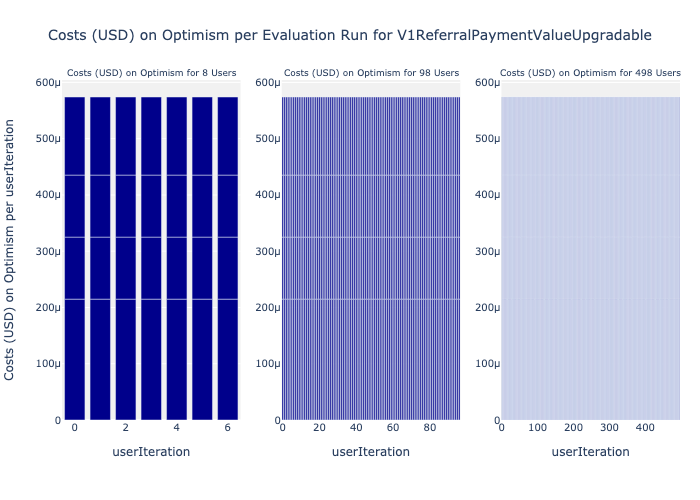 Costs (USD) on Optimism per Evaluation Run for V1ReferralPaymentValueUpgradable
Costs (USD) on Optimism for 8 Users
Costs (USD) on Optimism for 98 Users
Costs (USD) on Optimism for 498 Users
Costs (USD) on Optimism per userIteration
600μ
500μ
400μ
300μ
200μ
100μ
0
0
2
4
6
userIteration
600μ
500μ
400μ
300μ
200μ
100μ
0
0
20
40
60
80
userIteration
600μ
500μ
400μ
300μ
200μ
100μ
0
0
100
200
300
400
userIteration